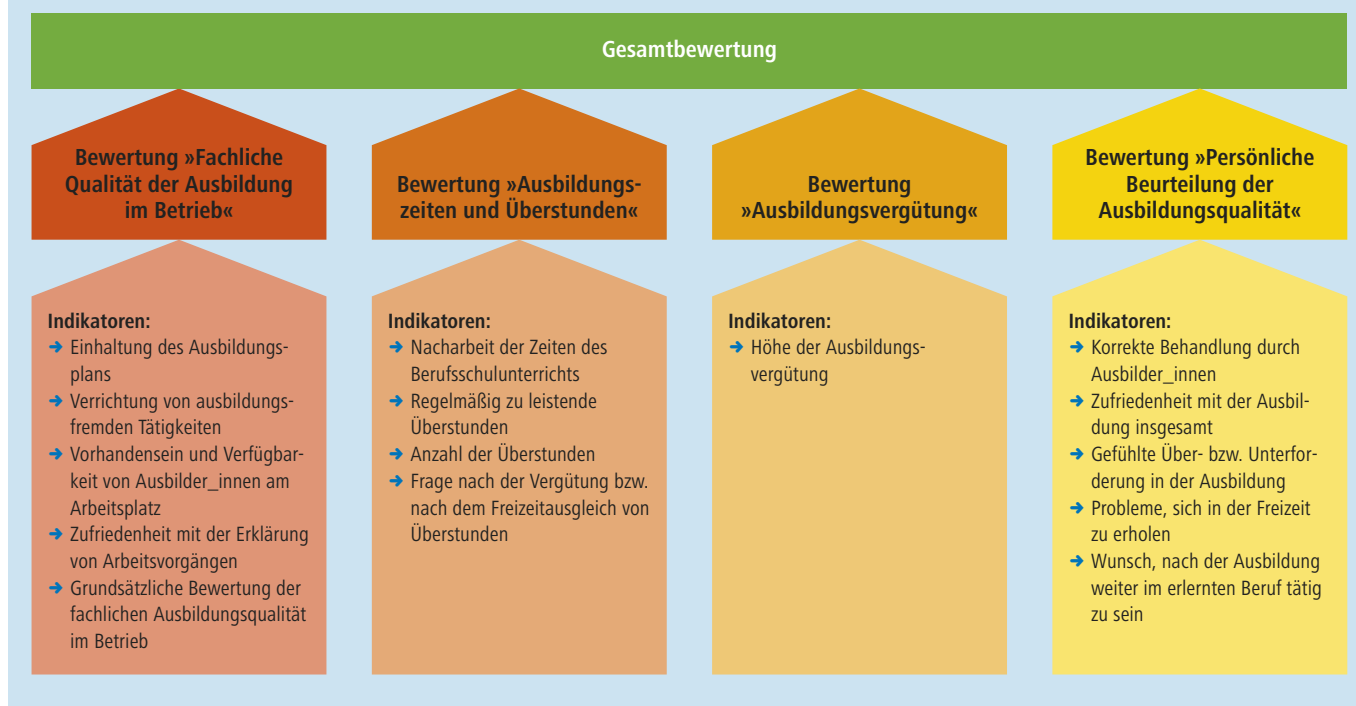 Gesamtbewertung
Bewertung »Fachliche
Qualität der Ausbildung
im Betrieb«
Indikatoren:
➔ Einhaltung des Ausbildungs-
plans
➔ Verrichtung von ausbildungs-
fremden Tätigkeiten
➔ Vorhandensein und Verfügbar-
keit von Ausbilder_innen am
Arbeitsplatz
➔ Zufriedenheit mit der Erklärung
von Arbeitsvorgängen
➔ Grundsätzliche Bewertung der
fachlichen Ausbildungsqualität
im Betrieb
Bewertung »Ausbildungs-
zeiten und Überstunden«
Indikatoren:
➔ Nacharbeit der Zeiten des
Berufsschulunterrichts
➔ Regelmäßig zu leistende
Überstunden
➔ Anzahl der Überstunden
➔ Frage nach der Vergütung bzw.
nach dem Freizeitausgleich von
Überstunden
Bewertung
»Ausbildungsvergütung«
Indikatoren:
➔ Höhe der Ausbildungs-
vergütung
Bewertung »Persönliche
Beurteilung der
Ausbildungsqualität«
Indikatoren:
➔ Korrekte Behandlung durch
Ausbilder_innen
➔ Zufriedenheit mit der Ausbil-
dung insgesamt
➔ Gefühlte Über- bzw. Unterfor-
derung in der Ausbildung
➔ Probleme, sich in der Freizeit
zu erholen
➔ Wunsch, nach der Ausbildung
weiter im erlernten Beruf tätig
zu sein